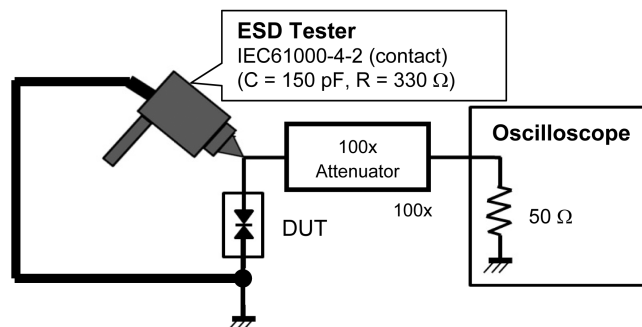 ESD Tester
IEC61000-4-2 (contact)
(C = 150 pF, R = 330 Ω)
100x
Attenuator
100x
Oscilloscope
50 Ω
DUT